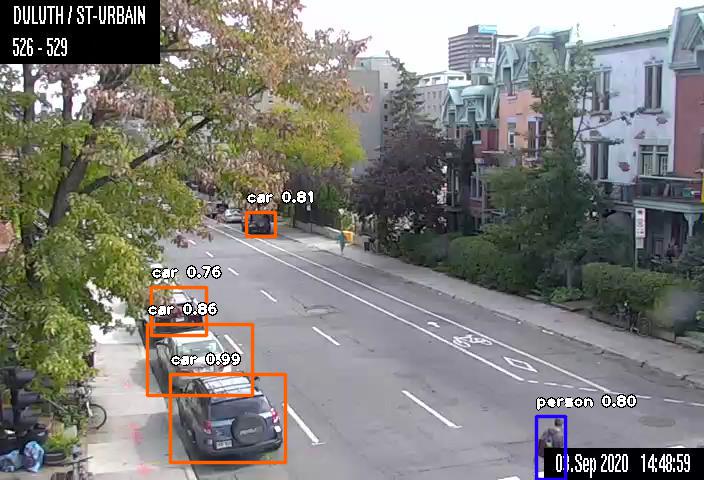 DULUTH / ST-URBAIN
526 - 529
car 0.81
car 0.76
car 0.86
car 0.99
person 0.80
03.Sep 2020 14:48:59